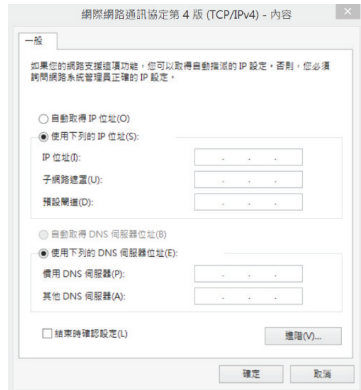 網際網路通訊協定第 4 版 (TCP/IPv4) - 內容
一般
如果您的網路支援這項功能，您可以取得自動指派的 IP 設定。否則，您必須
詢問網路系統管理員正確的 IP 設定。
自動取得 IP 位址(O)
使用下列的 IP 位址(S):
IP 位址(I):
子網路遮罩(U):
預設閘道(D):
自動取得 DNS 伺服器位址(B)
使用下列的 DNS 伺服器位址(E):
慣用 DNS 伺服器(P):
其他 DNS 伺服器(A):
結束時確認設定(L)
進階(V)...
確定 取消